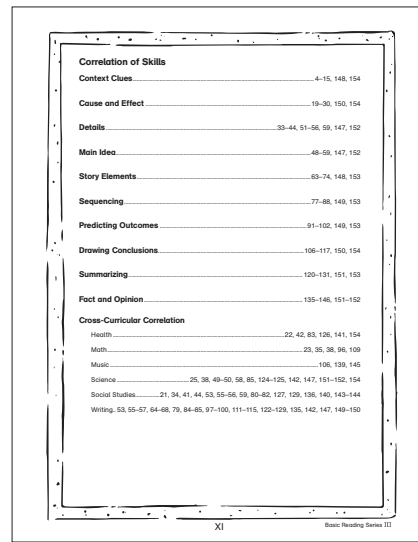 Correlation of Skills
Context Clues 4–15, 148, 154
Cause and Effect 19–30, 150, 154
Details 33–44, 51–56, 59, 147, 152
Main Idea 48–59, 147, 152
Story Elements 63–74, 148, 153
Sequencing 77–88, 149, 153
Predicting Outcomes 91–102, 149, 153
Drawing Conclusions 106–117, 150, 154
Summarizing 120–131, 151, 153
Fact and Opinion 135–146, 151–152
Cross-Curricular Correlation
Health 22, 42, 83, 126, 141, 154
Math 23, 35, 38, 96, 109
Music 106, 139, 145
Science 25, 38, 49–50, 58, 85, 124–125, 142, 147, 151–152, 154
Social Studies 21, 34, 41, 44, 53, 55–56, 59, 80–82, 127, 129, 136, 140, 143–144
Writing.. 53, 55–57, 64–68, 79, 84–85, 97–100, 111–115, 122–129, 135, 142, 147, 149–150
XI
Basic Reading Series III